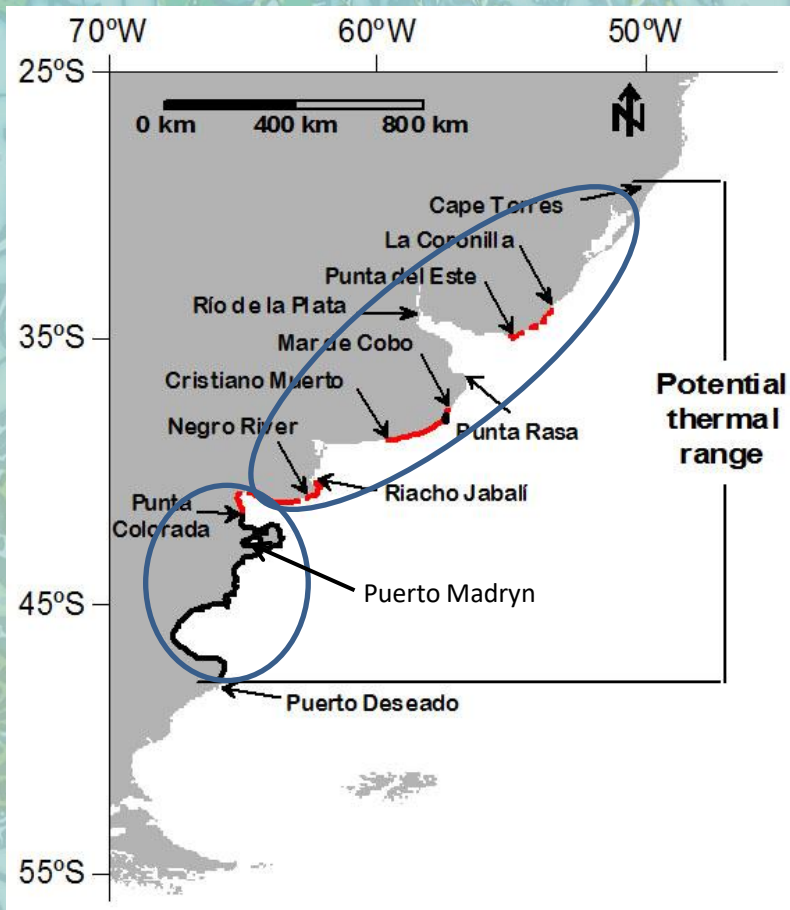 70ºW
60ºW
50ºW
25ºS
N
0 km
400 km
800 km
Cape Torres
La Coronilla
Punta del Este
Río de la Plata
35ºS
Mar de Cobo
Cristiano Muerto
Potential
thermal
range
Negro River
Punta Rasa
Punta
Colorada
Riacho Jabalí
Puerto Madryn
45ºS
Puerto Deseado
55ºS